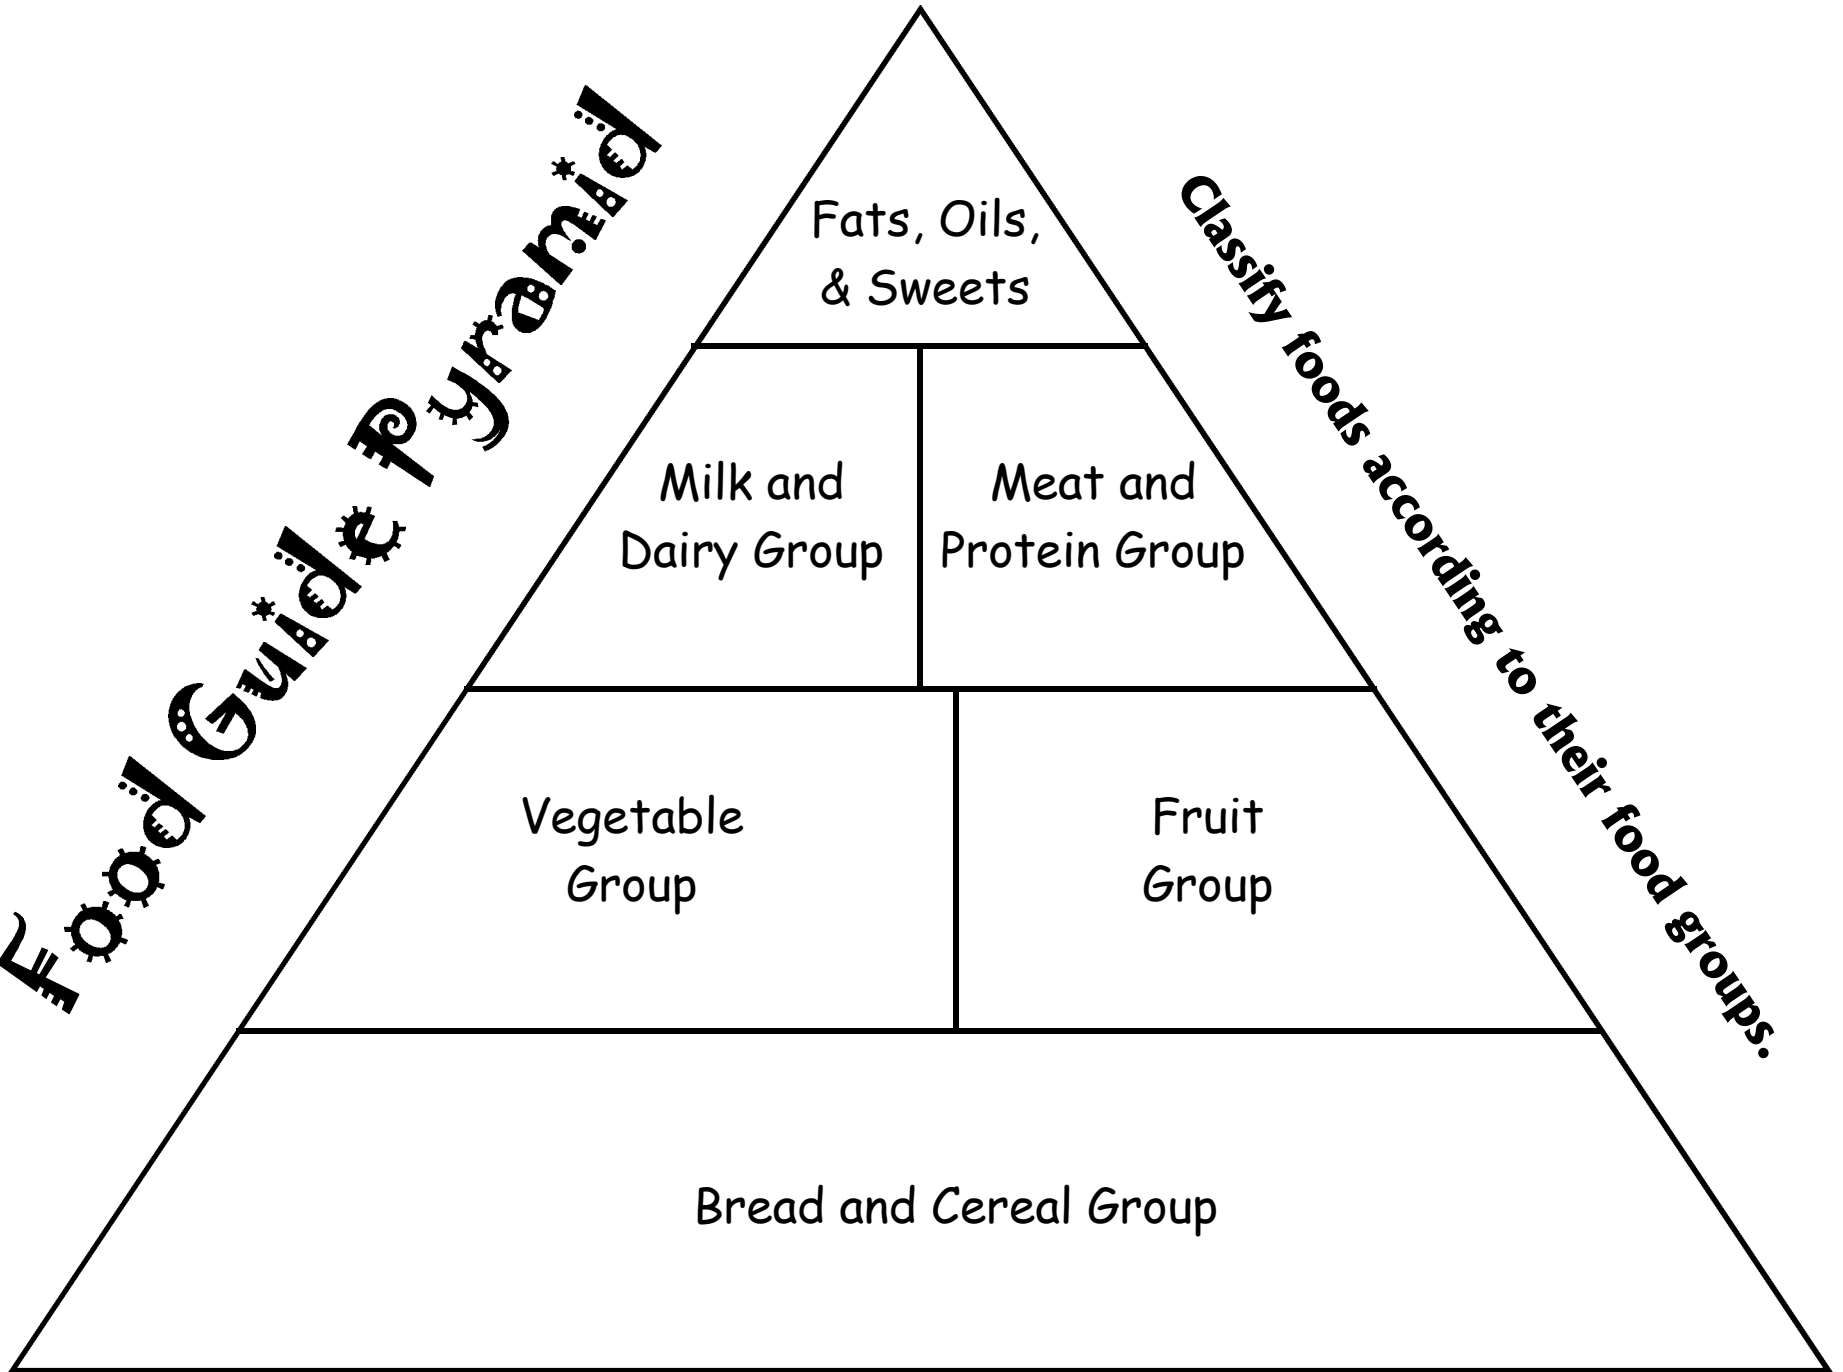 Food Guide Pyramid
Classify foods according to their food groups.
Fats, Oils,
& Sweets
Milk and
Dairy Group
Meat and
Protein Group
Vegetable
Group
Fruit
Group
Bread and Cereal Group